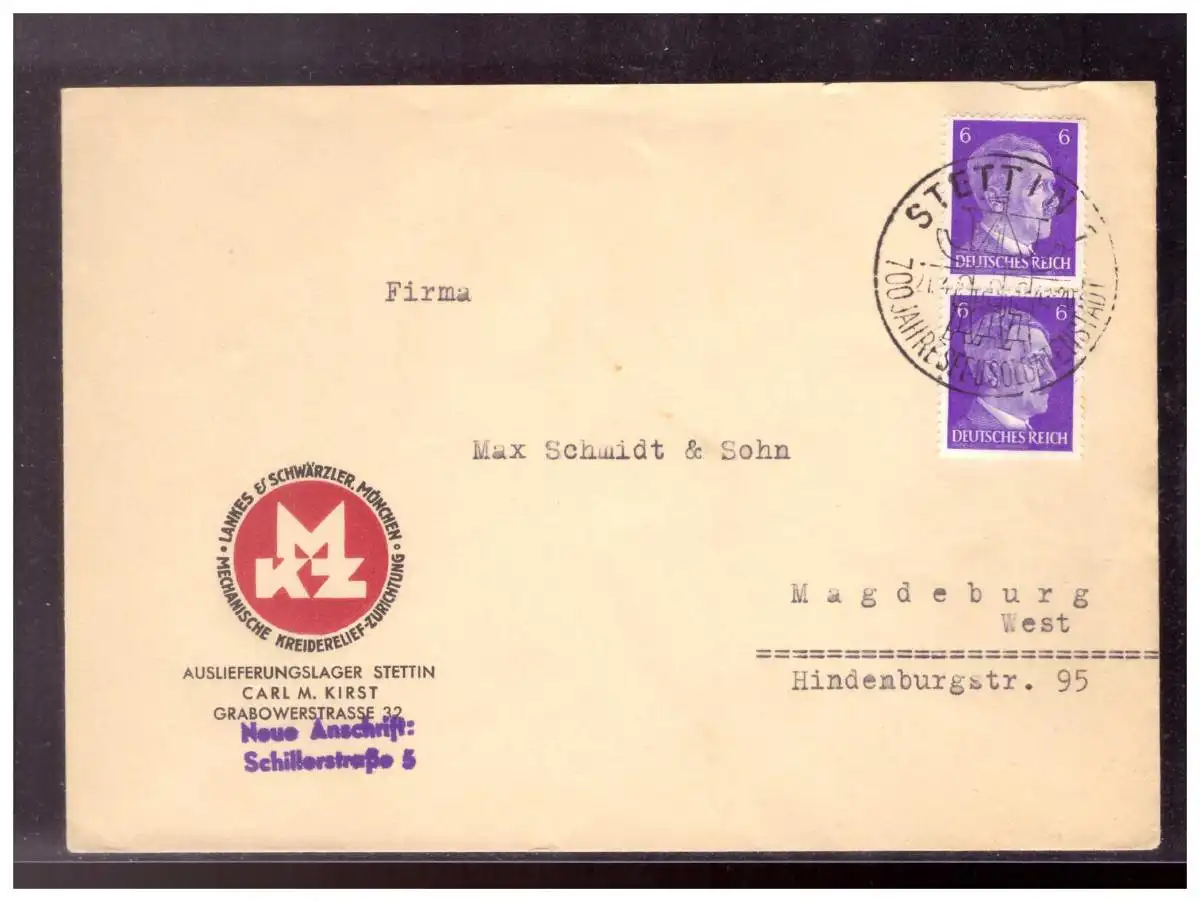 6 6
DEUTSCHES REICH
STETTIN 1
700 JAHRE
6 6
DEUTSCHES REICH
Firma
Max Schmidt & Sohn
Magdeburg
West
Hindenburgstr. 95
LANKES & SCHWÄRZLER, MÜNCHEN
MECHANISCHE KREIDERELIEF-ZURICHTUNG
MKZ
AUSLIEFERUNGSLAGER STETTIN
CARL M. KIRST
GRABOWERSTRASSE 32
Neue Anschrift:
Schillerstraße 5